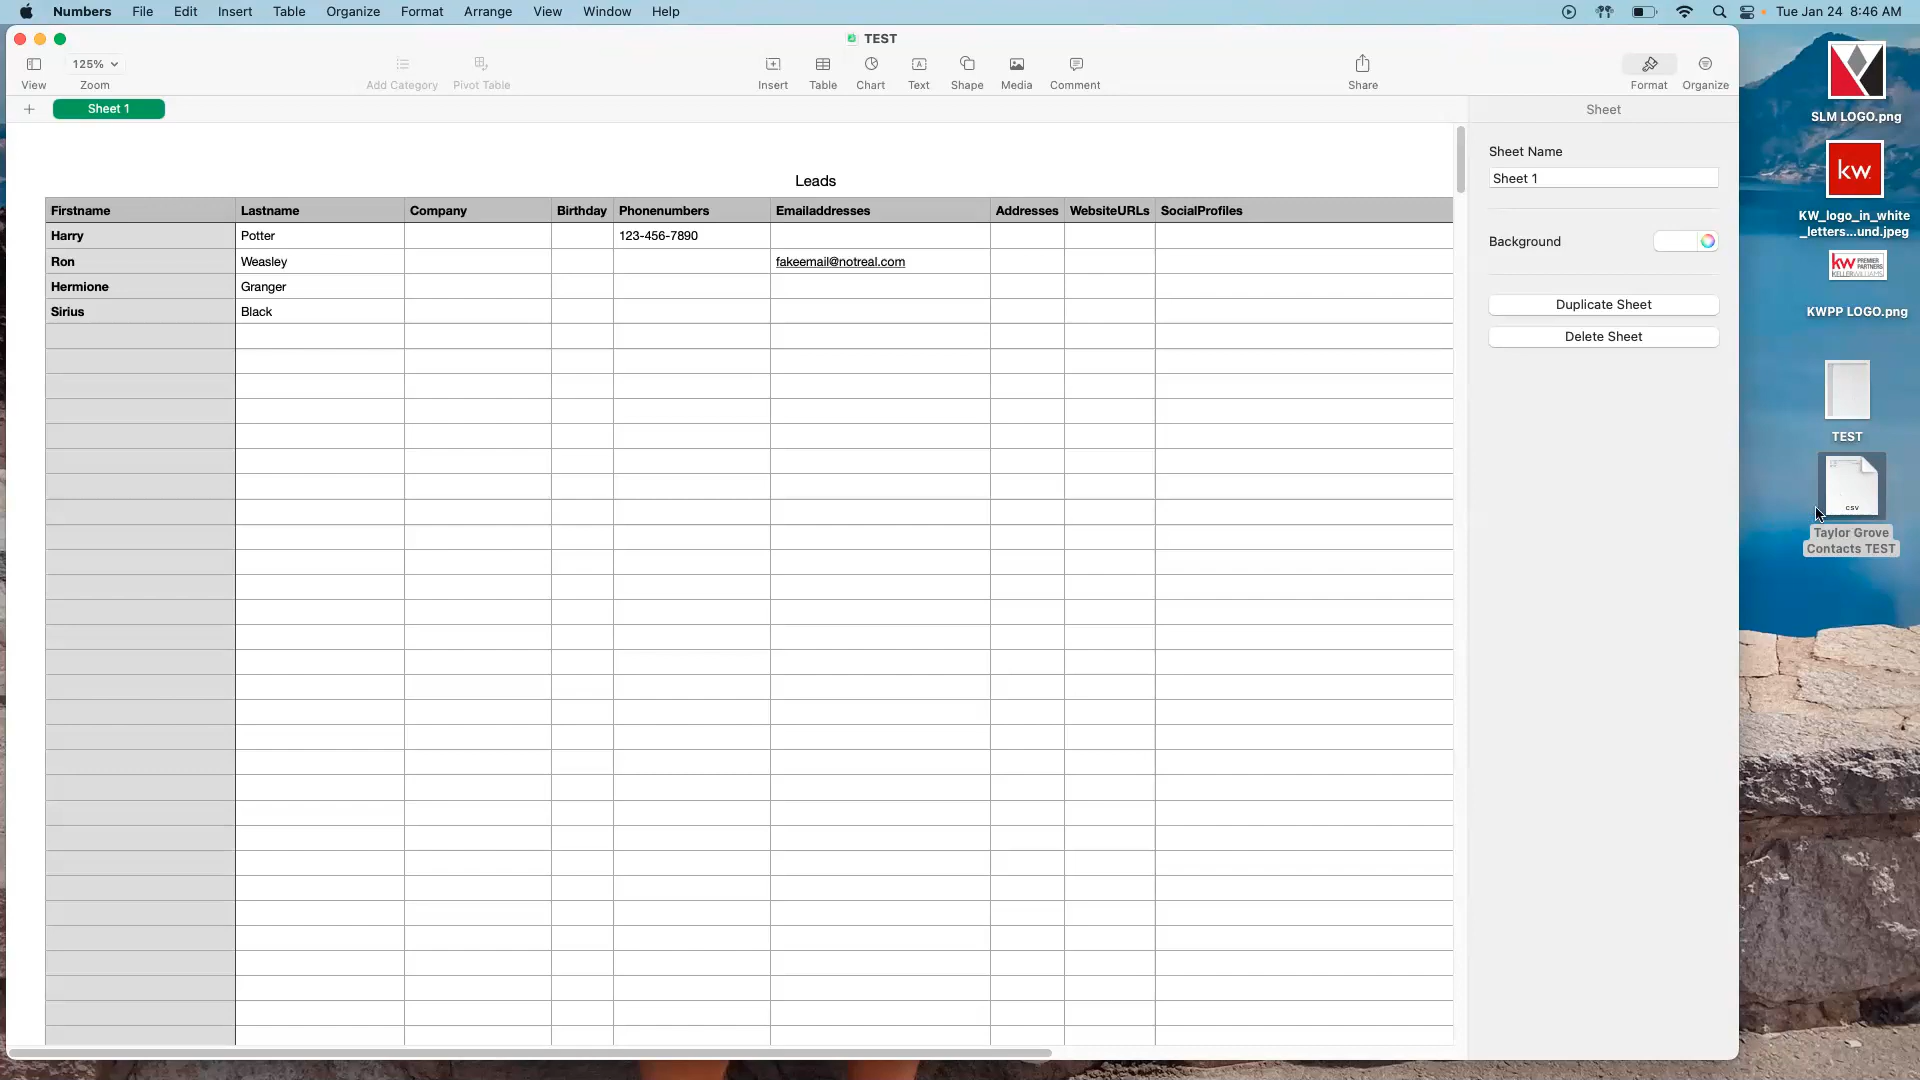 Numbers File Edit Insert Table Organize Format Arrange View Window Help Tue Jan 24 8:46 AM
TEST
125%
View Zoom Add Category Pivot Table Insert Table Chart Text Shape Media Comment Share Format Organize
Sheet 1
Sheet
Sheet Name
Sheet 1
Background
Duplicate Sheet
Delete Sheet
Leads
Firstname Lastname Company Birthday Phonenumbers Emailaddresses Addresses WebsiteURLs SocialProfiles
Harry Potter 123-456-7890
Ron Weasley fakeemail@notreal.com
Hermione Granger
Sirius Black
SLM LOGO.png
kw
KW_logo_in_white
_letters...und.jpeg
kw PREMIER
PARTNERS
KELLERWILLIAMS
KWPP LOGO.png
TEST
csv
Taylor Grove
Contacts TEST